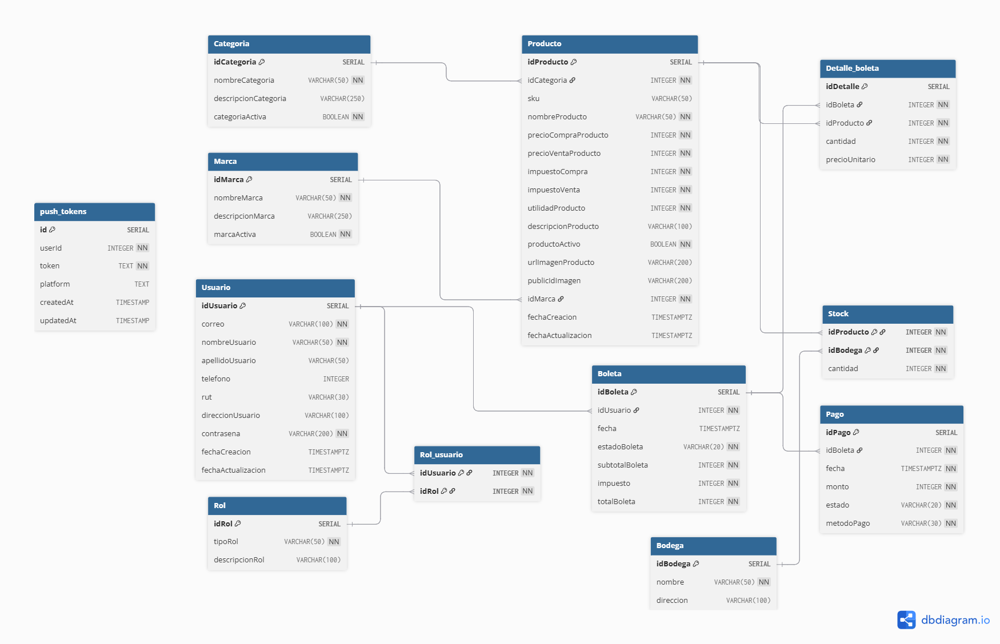 Categoria
idCategoria SERIAL
nombreCategoria VARCHAR(50) NN
descripcionCategoria VARCHAR(250)
categoriaActiva BOOLEAN NN
Marca
idMarca SERIAL
nombreMarca VARCHAR(50) NN
descripcionMarca VARCHAR(250)
marcaActiva BOOLEAN NN
push_tokens
id SERIAL
userId INTEGER NN
token TEXT NN
platform TEXT
createdAt TIMESTAMP
updatedAt TIMESTAMP
Usuario
idUsuario SERIAL
correo VARCHAR(100) NN
nombreUsuario VARCHAR(50) NN
apellidoUsuario VARCHAR(50)
telefono INTEGER
rut VARCHAR(30)
direccionUsuario VARCHAR(100)
contrasena VARCHAR(200) NN
fechaCreacion TIMESTAMPTZ
fechaActualizacion TIMESTAMPTZ
Rol
idRol SERIAL
tipoRol VARCHAR(50) NN
descripcionRol VARCHAR(100)
Rol_usuario
idUsuario INTEGER NN
idRol INTEGER NN
Producto
idProducto SERIAL
idCategoria INTEGER NN
sku VARCHAR(50)
nombreProducto VARCHAR(50) NN
precioCompraProducto INTEGER NN
precioVentaProducto INTEGER NN
impuestoCompra INTEGER NN
impuestoVenta INTEGER NN
utilidadProducto INTEGER NN
descripcionProducto VARCHAR(100)
productoActivo BOOLEAN NN
urlImagenProducto VARCHAR(200)
publicIdImagen VARCHAR(200)
idMarca INTEGER NN
fechaCreacion TIMESTAMPTZ
fechaActualizacion TIMESTAMPTZ
Boleta
idBoleta SERIAL
idUsuario INTEGER NN
fecha TIMESTAMPTZ
estadoBoleta VARCHAR(20) NN
subtotalBoleta INTEGER NN
impuesto INTEGER NN
totalBoleta INTEGER NN
Bodega
idBodega SERIAL
nombre VARCHAR(50) NN
direccion VARCHAR(100)
Detalle_boleta
idDetalle SERIAL
idBoleta INTEGER NN
idProducto INTEGER NN
cantidad INTEGER NN
precioUnitario INTEGER NN
Stock
idProducto INTEGER NN
idBodega INTEGER NN
cantidad INTEGER NN
Pago
idPago SERIAL
idBoleta INTEGER NN
fecha TIMESTAMPTZ NN
monto INTEGER NN
estado VARCHAR(20) NN
metodoPago VARCHAR(30) NN
dbdiagram.io